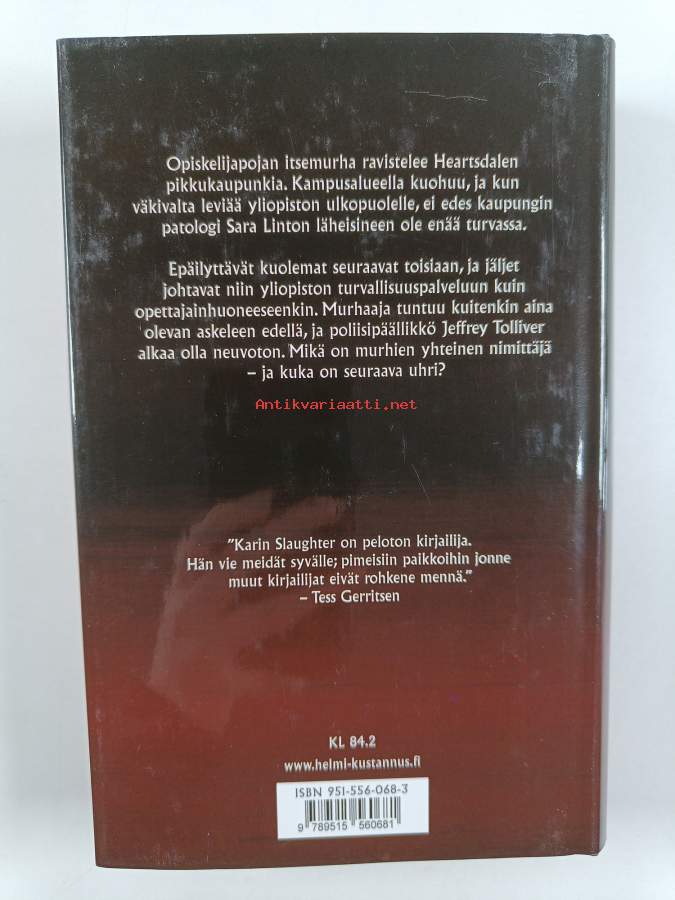 Opiskelijapojan itsemurha ravistelee Heartsdalen
pikkukaupunkia. Kampusalueella kuohuu, ja kun
väkivalta leviää yliopiston ulkopuolelle, ei edes kaupungin
patologi Sara Linton läheisineen ole enää turvassa.
Epäilyttävät kuolemat seuraavat toisiaan, ja jäljet
johtavat niin yliopiston turvallisuuspalveluun kuin
opettajainhuoneeseenkin. Murhaaja tuntuu kuitenkin aina
olevan askeleen edellä, ja poliisipäällikkö Jeffrey Tolliver
alkaa olla neuvoton. Mikä on murhien yhteinen nimittäjä
– ja kuka on seuraava uhri?
Antikvariaatti.net
"Karin Slaughter on peloton kirjailija.
Hän vie meidät syvälle; pimeisiin paikkoihin jonne
muut kirjailijat eivät rohkene mennä."
– Tess Gerritsen
KL 84.2
www.helmi-kustannus.fi
ISBN 951-556-068-3
9 789515 560681